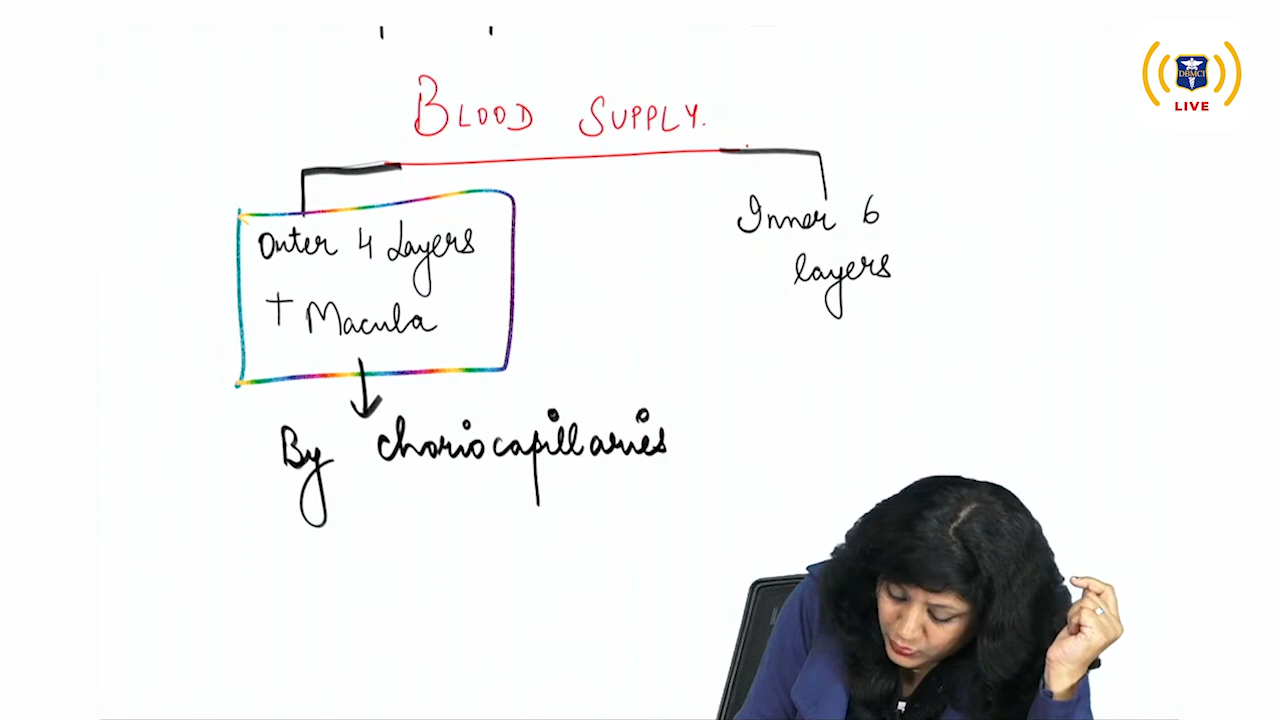 BLOOD SUPPLY.
Outer 4 Layers
+ Macula
By choriocapillaries
Inner 6
layers
DBMCI
LIVE